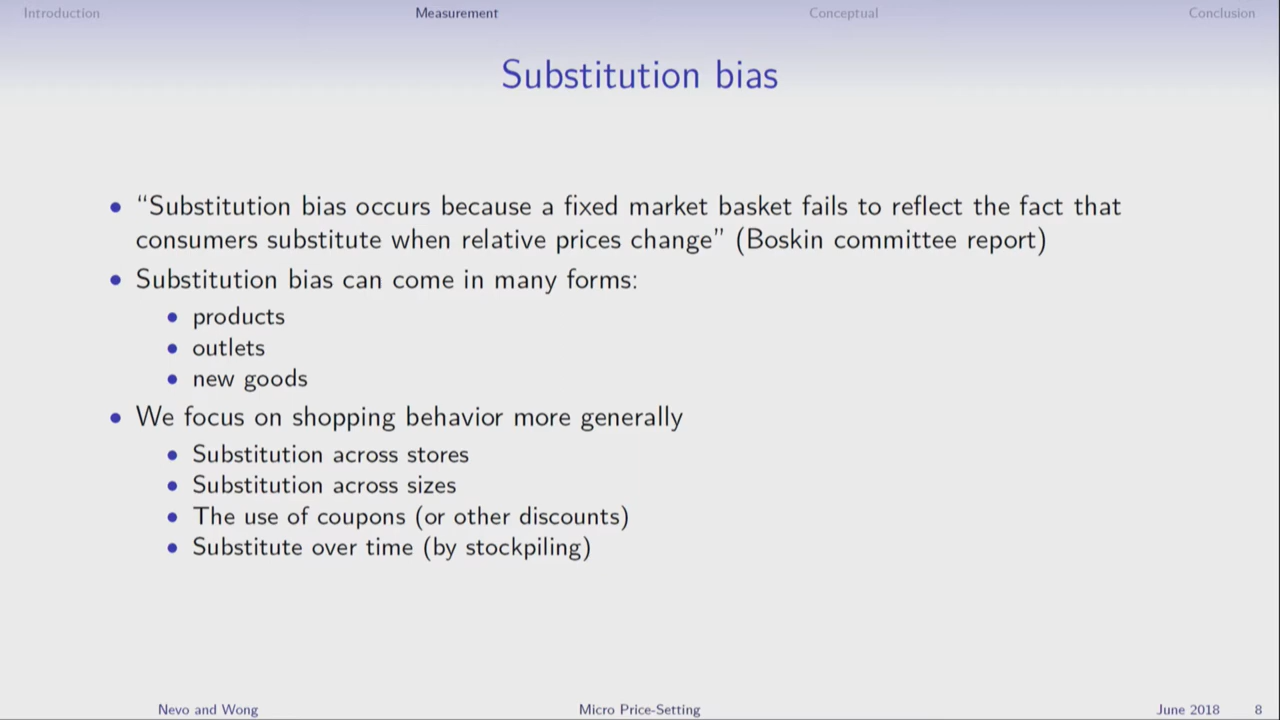 Introduction Measurement Conceptual Conclusion
Substitution bias
• “Substitution bias occurs because a fixed market basket fails to reflect the fact that
consumers substitute when relative prices change” (Boskin committee report)
• Substitution bias can come in many forms:
• products
• outlets
• new goods
• We focus on shopping behavior more generally
• Substitution across stores
• Substitution across sizes
• The use of coupons (or other discounts)
• Substitute over time (by stockpiling)
Nevo and Wong Micro Price-Setting June 2018 8